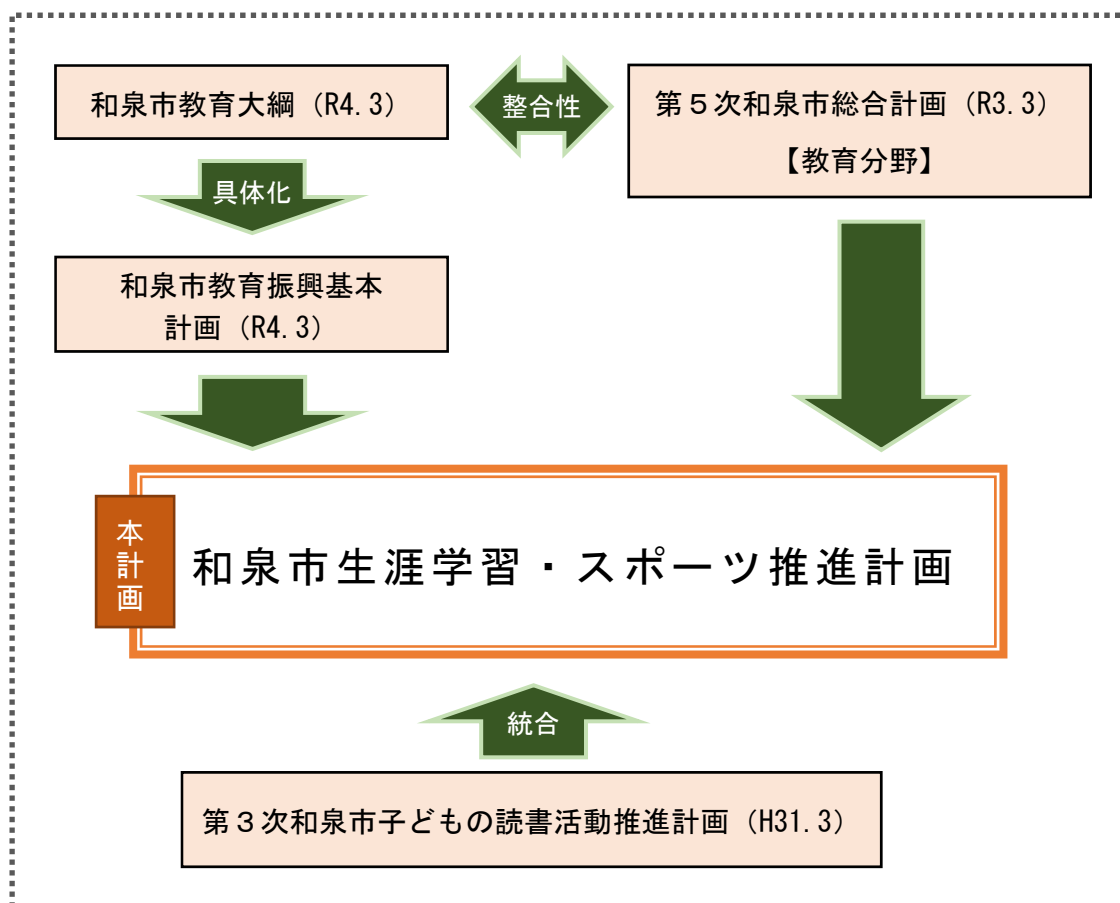 和泉市教育大綱（R4.3）
整合性
第５次和泉市総合計画（R3.3）
【教育分野】
具体化
和泉市教育振興基本
計画（R4.3）
本計画
和泉市生涯学習・スポーツ推進計画
統合
第３次和泉市子どもの読書活動推進計画（H31.3）